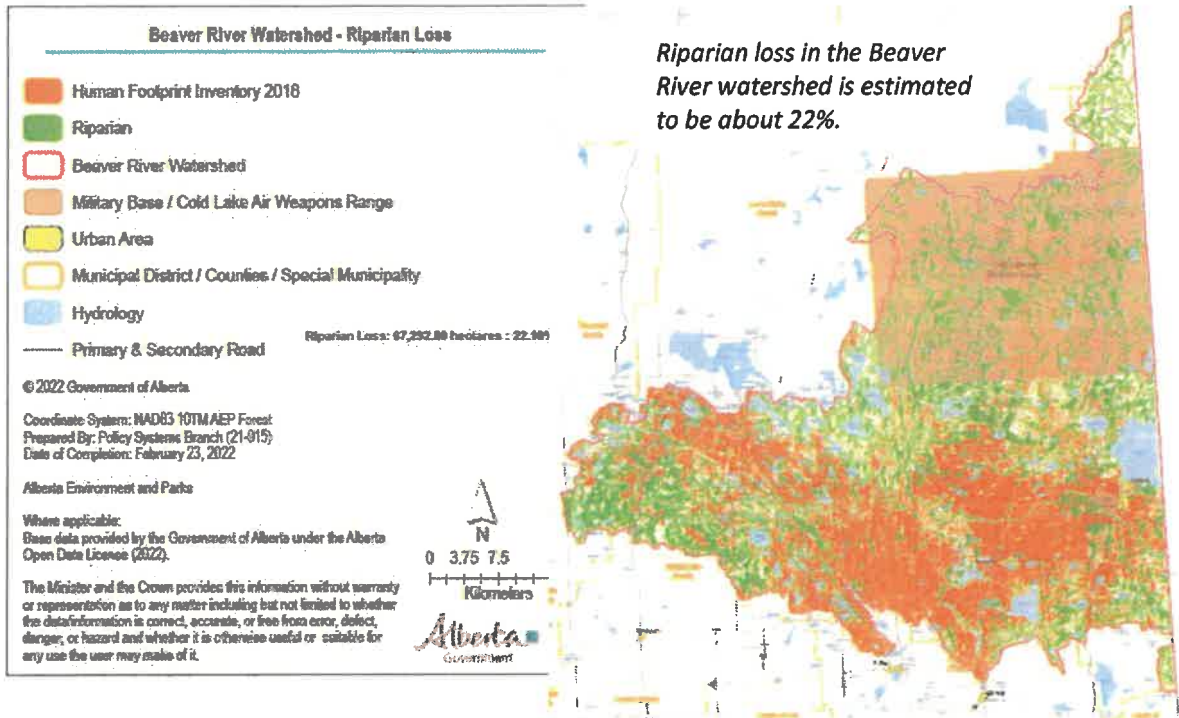 Beaver River Watershed - Riparian Loss
Human Footprint Inventory 2018
Riparian
Beaver River Watershed
Military Base / Cold Lake Air Weapons Range
Urban Area
Municipal District / Counties / Special Municipality
Hydrology
Primary & Secondary Road
Riparian Loss: 67,292.80 hectares :
© 2022 Government of Alberta
Coordinate System: NAD83 10TM AEP Forest
Prepared By: Policy Systems Branch (21-015)
Date of Completion: February 23, 2022
Alberta Environment and Parks
Where applicable:
Base data provided by the Government of Alberta under the Alberta
Open Data Licence (2022).
The Minister and the Crown provides this information without warranty
or representation as to any matter including but not limited to whether
the data/information is correct, accurate, or free from error, defect,
danger, or hazard and whether it is otherwise useful or suitable for
any use the user may make of it.
N
0 3.75 7.5
Kilometers
Alberta
Government
Riparian loss in the Beaver
River watershed is estimated
to be about 22%.